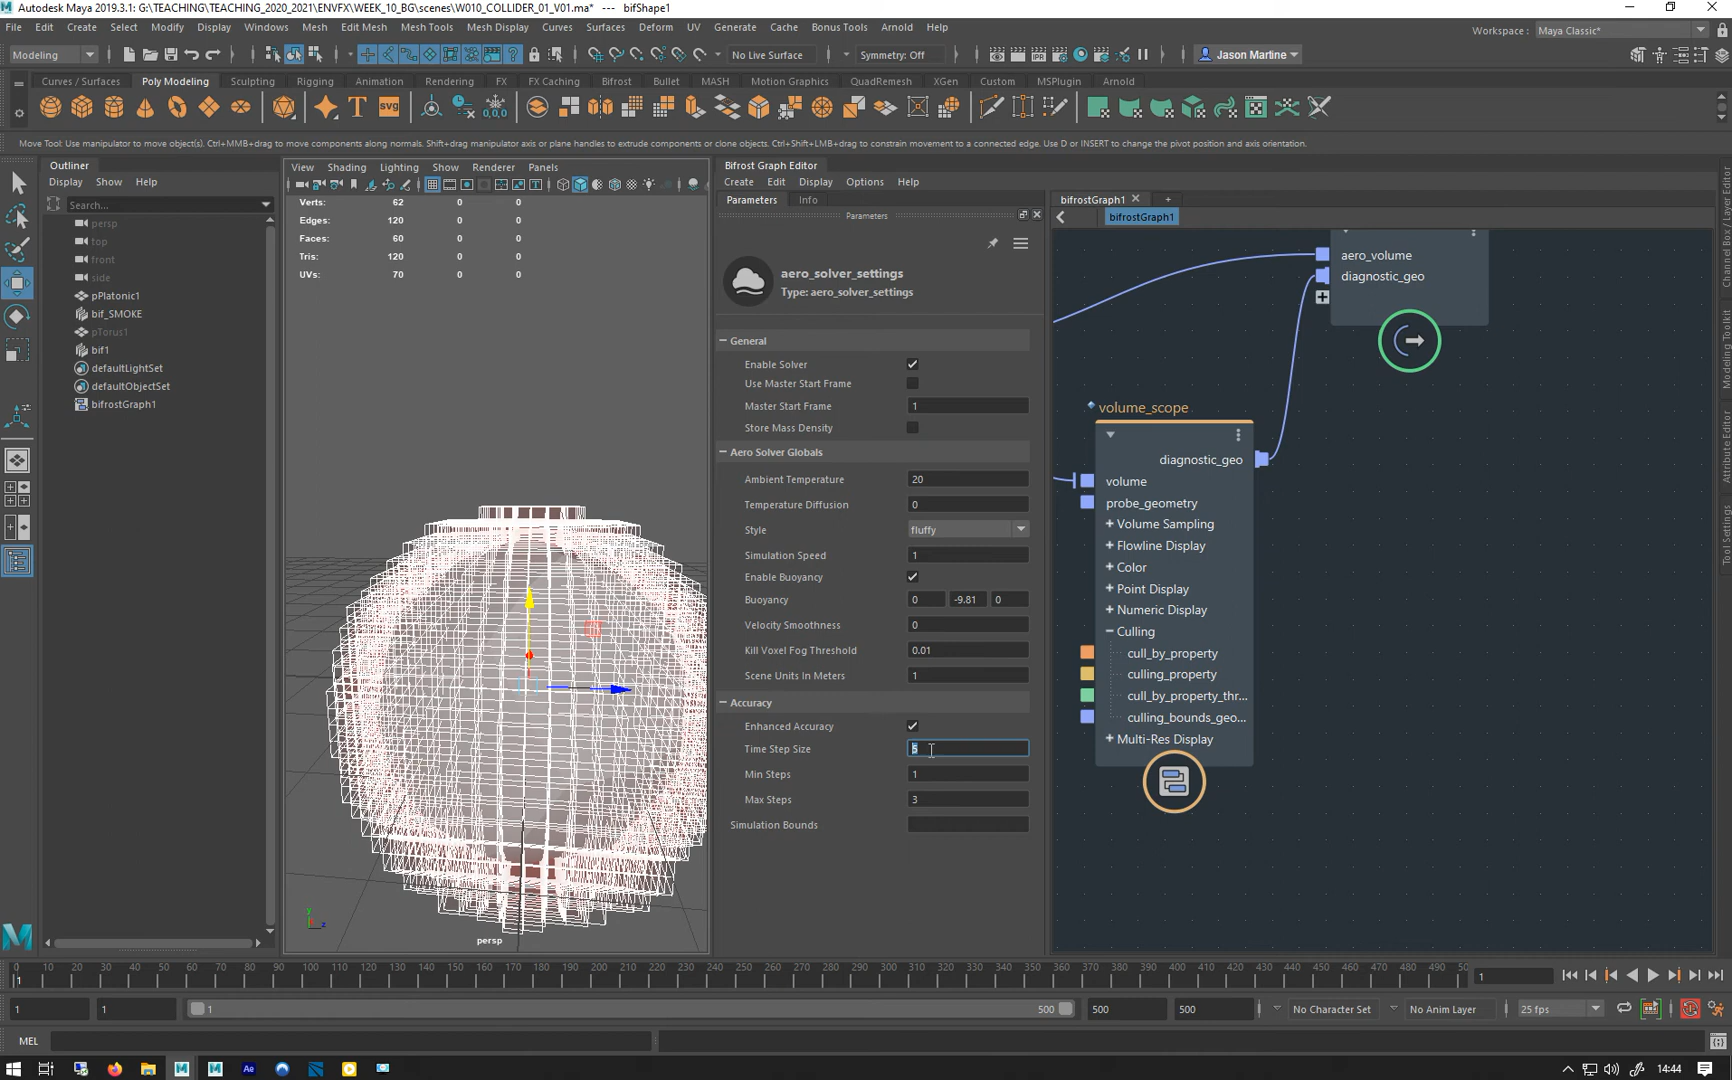 Autodesk Maya 2019.3.1: G:\TEACHING\TEACHING_2020_2021\ENVFX\WEEK_10_BG\scenes\W010_COLLIDER_01_V01.ma* --- bifShape1
File Edit Create Select Modify Display Windows Mesh Edit Mesh Mesh Tools Mesh Display Curves Surfaces Deform UV Generate Cache Bonus Tools Arnold Help
Workspace : Maya Classic*
Modeling No Live Surface Symmetry: Off Jason Martine
Curves / Surfaces Poly Modeling Sculpting Rigging Animation Rendering FX FX Caching Bifrost Bullet MASH Motion Graphics QuadRemesh XGen Custom MSPlugin Arnold
Move Tool: Use manipulator to move object(s). Ctrl+MMB+drag to move components along normals. Shift+drag manipulator axis or plane handles to extrude components or clone objects. Ctrl+Shift+LMB+drag to constrain movement to a connected edge. Use D or INSERT to change the pivot position and axis orientation.
Outliner
Display Show Help
Search...
persp
top
front
side
pPlatonic1
bif_SMOKE
pTorus1
bif1
defaultLightSet
defaultObjectSet
bifrostGraph1
View Shading Lighting Show Renderer Panels
Verts: 62 0 0
Edges: 120 0 0
Faces: 60 0 0
Tris: 120 0 0
UVs: 70 0 0
persp
Bifrost Graph Editor
Create Edit Display Options Help
Parameters Info
Parameters
aero_solver_settings
Type: aero_solver_settings
General
Enable Solver
Use Master Start Frame
Master Start Frame 1
Store Mass Density
Aero Solver Globals
Ambient Temperature 20
Temperature Diffusion 0
Style fluffy
Simulation Speed 1
Enable Buoyancy
Buoyancy 0 -9.81 0
Velocity Smoothness 0
Kill Voxel Fog Threshold 0.01
Scene Units In Meters 1
Accuracy
Enhanced Accuracy
Time Step Size 5
Min Steps 1
Max Steps 3
Simulation Bounds
bifrostGraph1
bifrostGraph1
aero_volume
diagnostic_geo
volume_scope
diagnostic_geo
volume
probe_geometry
Volume Sampling
Flowline Display
Color
Point Display
Numeric Display
Culling
cull_by_property
culling_property
cull_by_property_thr...
culling_bounds_geo...
Multi-Res Display
Channel Box / Layer Editor
Modeling Toolkit
Attribute Editor
Tool Settings
0 10 20 30 40 50 60 70 80 90 100 110 120 130 140 150 160 170 180 190 200 210 220 230 240 250 260 270 280 290 300 310 320 330 340 350 360 370 380 390 400 410 420 430 440 450 460 470 480 490 50
1 1
1 1 1 500 500 500 No Character Set No Anim Layer 25 fps
MEL
14:44